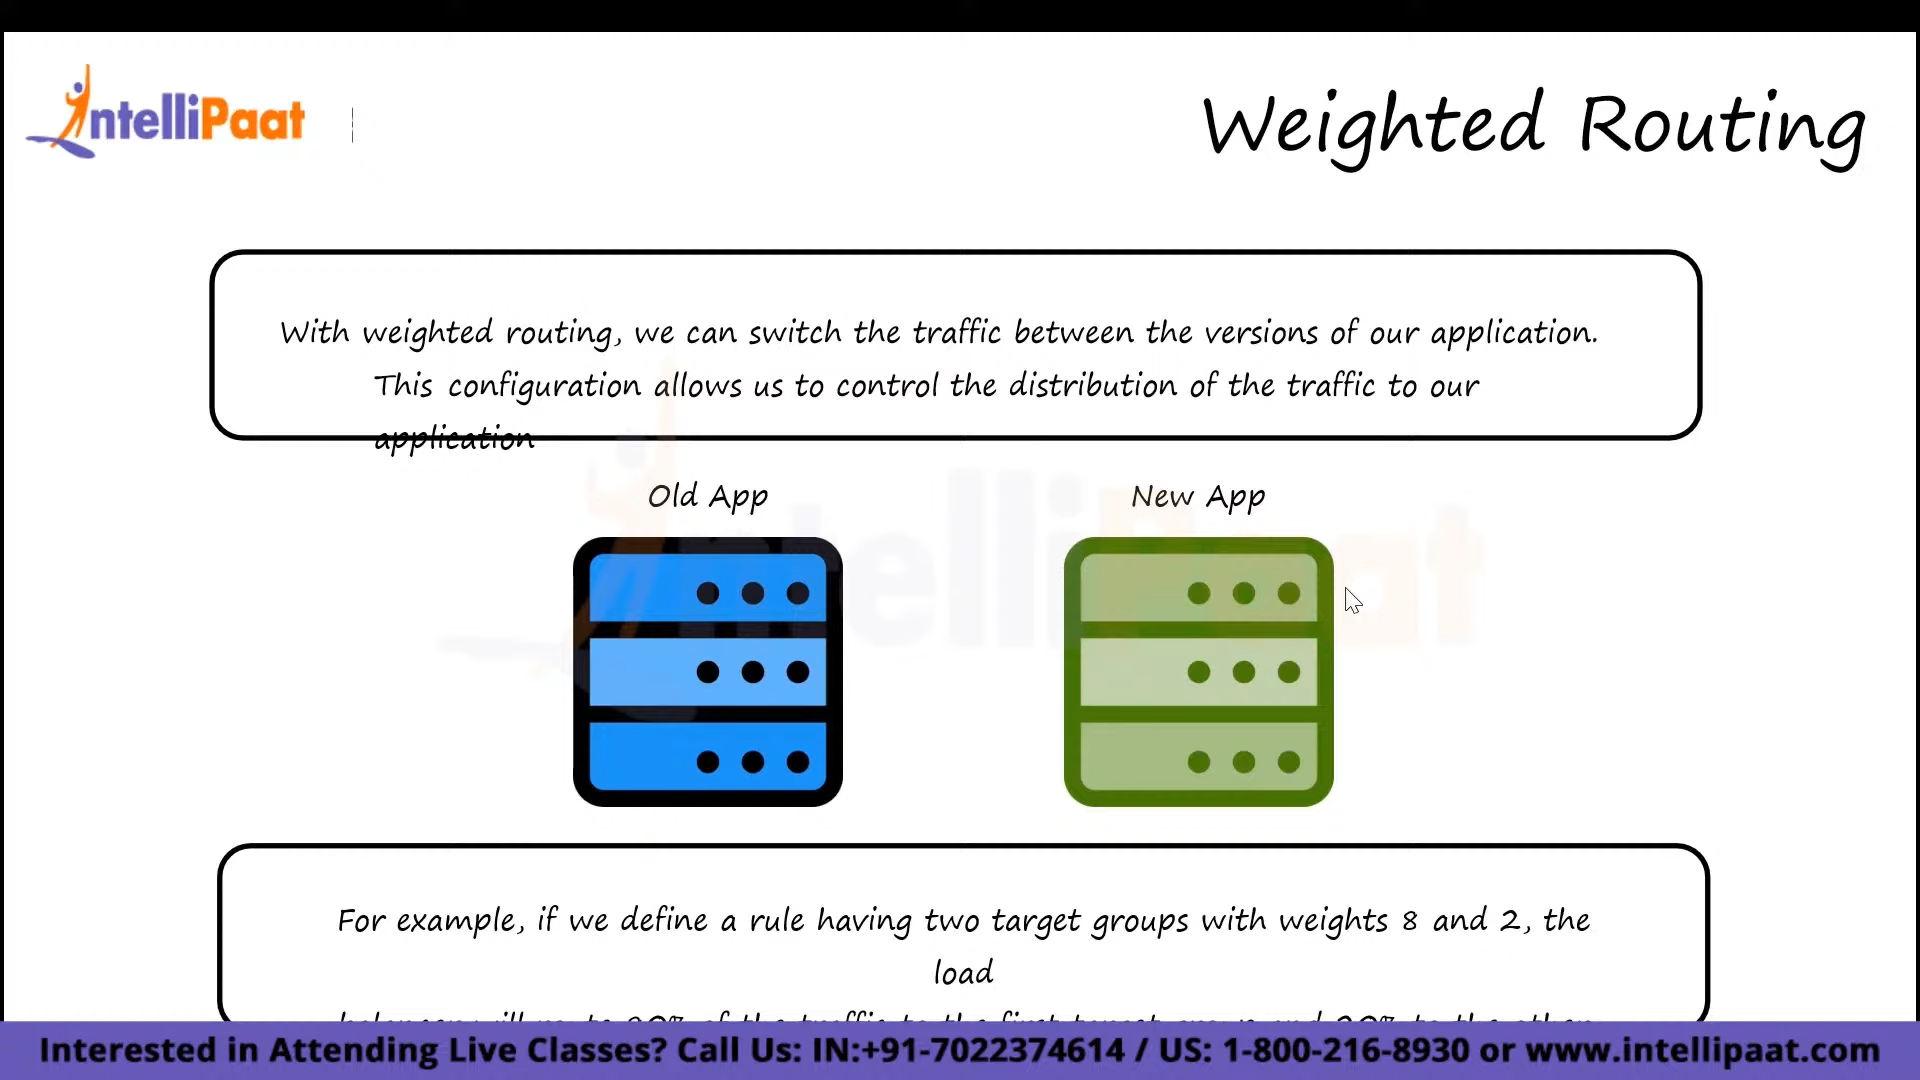 IntelliPaat
Weighted Routing
With weighted routing, we can switch the traffic between the versions of our application.
This configuration allows us to control the distribution of the traffic to our
application
Old App
New App
IntelliPaat
For example, if we define a rule having two target groups with weights 8 and 2, the
load
Interested in Attending Live Classes? Call Us: IN:+91-7022374614 / US: 1-800-216-8930 or www.intellipaat.com